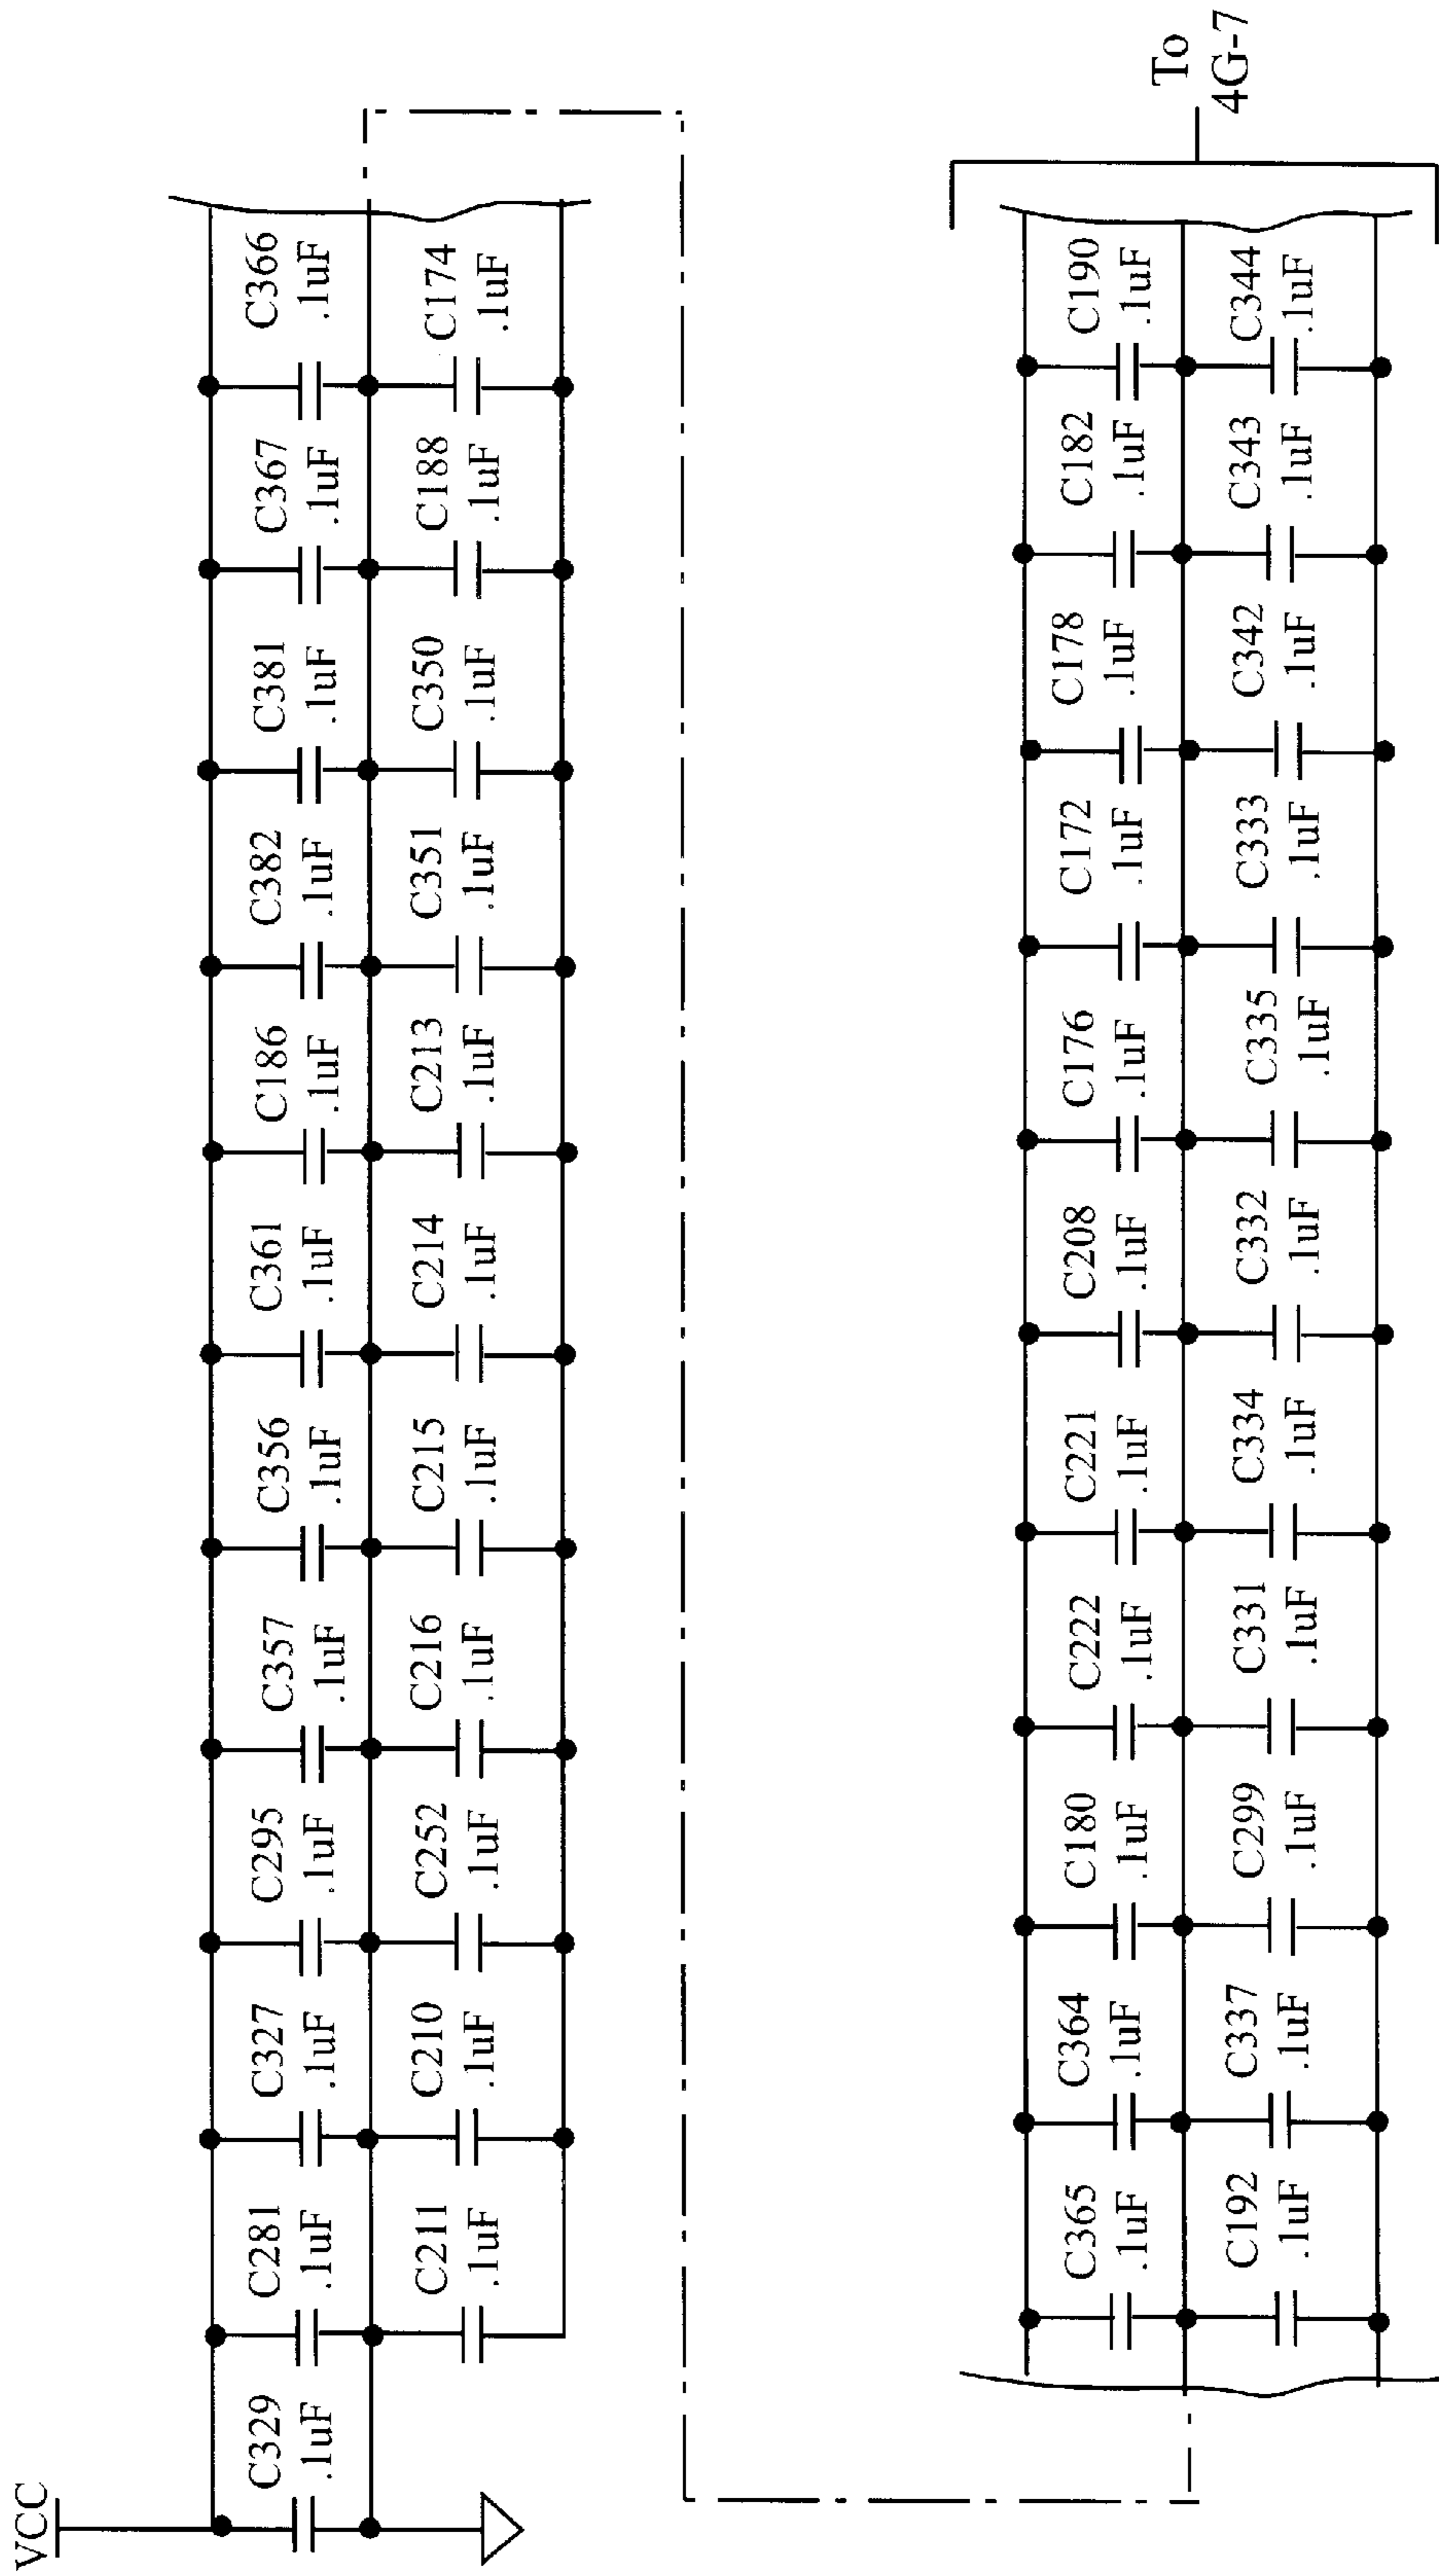 VCC
C329
.1uF
C281
.1uF
C327
.1uF
C295
.1uF
C357
.1uF
C356
.1uF
C361
.1uF
C186
.1uF
C382
.1uF
C381
.1uF
C367
.1uF
C366
.1uF
C211
.1uF
C210
.1uF
C252
.1uF
C216
.1uF
C215
.1uF
C214
.1uF
C213
.1uF
C351
.1uF
C350
.1uF
C188
.1uF
C174
.1uF
C365
.1uF
C364
.1uF
C180
.1uF
C222
.1uF
C221
.1uF
C208
.1uF
C176
.1uF
C172
.1uF
C178
.1uF
C182
.1uF
C190
.1uF
C192
.1uF
C337
.1uF
C299
.1uF
C331
.1uF
C334
.1uF
C332
.1uF
C335
.1uF
C333
.1uF
C342
.1uF
C343
.1uF
C344
.1uF
To
4G-7